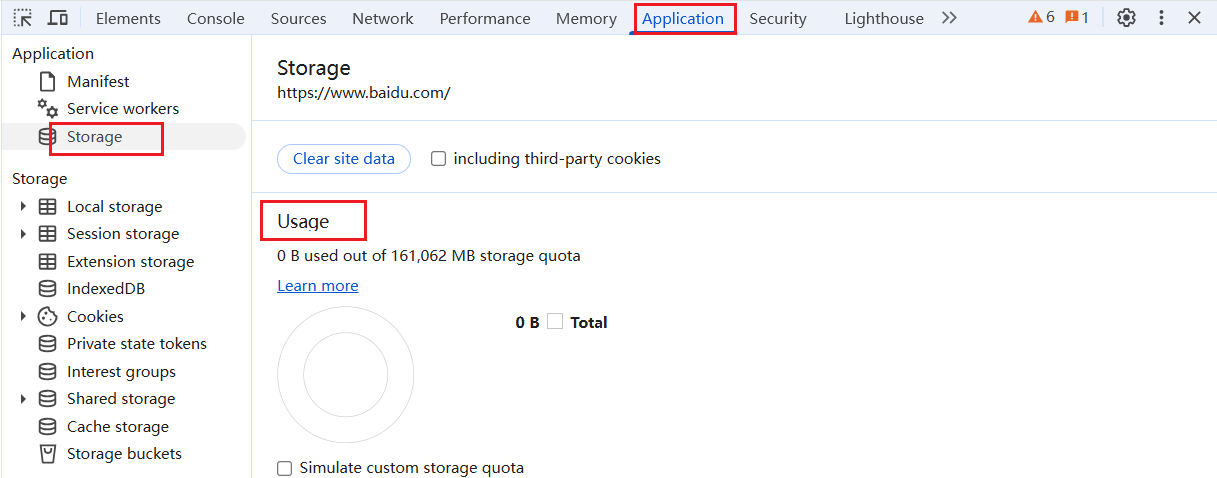 Elements Console Sources Network Performance Memory Application Security Lighthouse 6 1
Application
Manifest
Service workers
Storage
Storage
Local storage
Session storage
Extension storage
IndexedDB
Cookies
Private state tokens
Interest groups
Shared storage
Cache storage
Storage buckets
Storage
https://www.baidu.com/
Clear site data including third-party cookies
Usage
0 B used out of 161,062 MB storage quota
Learn more
0 B Total
Simulate custom storage quota